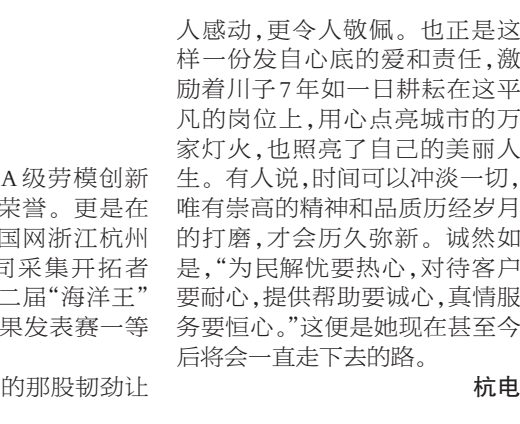 A级劳模创新
荣誉。更是在
国网浙江杭州
司采集开拓者
二届“海洋王”
果发表赛一等
的那股韧劲让
人感动,更令人敬佩。也正是这
样一份发自心底的爱和责任,激
励着川子7年如一日耕耘在这平
凡的岗位上,用心点亮城市的万
家灯火,也照亮了自己的美丽人
生。有人说,时间可以冲淡一切,
唯有崇高的精神和品质历经岁月
的打磨,才会历久弥新。诚然如
是,“为民解忧要热心,对待客户
要耐心,提供帮助要诚心,真情服
务要恒心。”这便是她现在甚至今
后将会一直走下去的路。
杭电